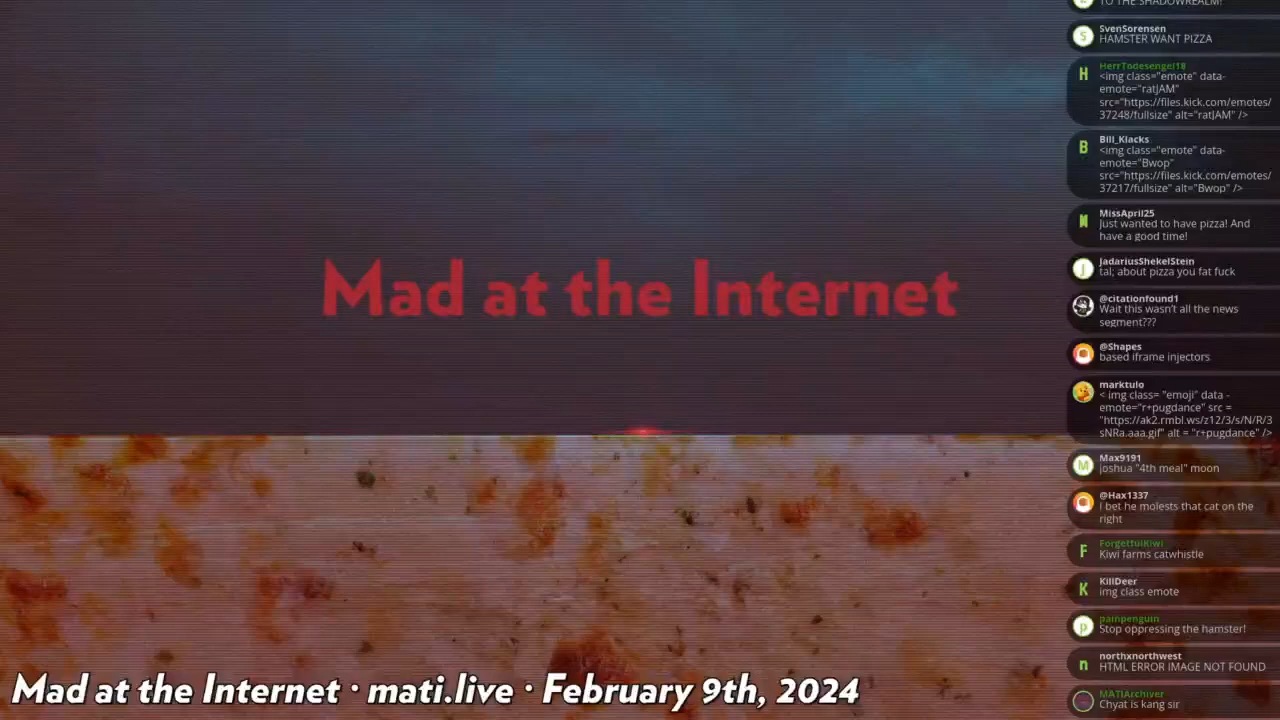 Mad at the Internet
Mad at the Internet · mati.live · February 9th, 2024
TO THE SHADOWREALM!
S
SvenSorensen
HAMSTER WANT PIZZA
H
HerrTodesengel18
<img class="emote" data-
emote="ratJAM"
src="https://files.kick.com/emotes/
37248/fullsize" alt="ratJAM" />
B
Bill_Klacks
<img class="emote" data-
emote="Bwop"
src="https://files.kick.com/emotes/
37217/fullsize" alt="Bwop" />
MissApril25
Just wanted to have pizza! And
have a good time!
J
JadariusShekelStein
tal; about pizza you fat fuck
@citationfound1
Wait this wasn't all the news
segment???
@Shapes
based iframe injectors
marktulo
< img class= "emoji" data -
emote="r+pugdance" src =
"https://ak2.rmbl.ws/z12/3/s/N/R/3
sNRa.aaa.gif" alt = "r+pugdance" />
M
Max9191
Joshua "4th meal" moon
@Hax1337
I bet he molests that cat on the
right
F
ForgetfulKiwi
Kiwi farms catwhistle
K
KillDeer
img class emote
p
painpenguin
Stop oppressing the hamster!
n
northxnorthwest
HTML ERROR IMAGE NOT FOUND
MATIArchiver
Chyat is kang sir